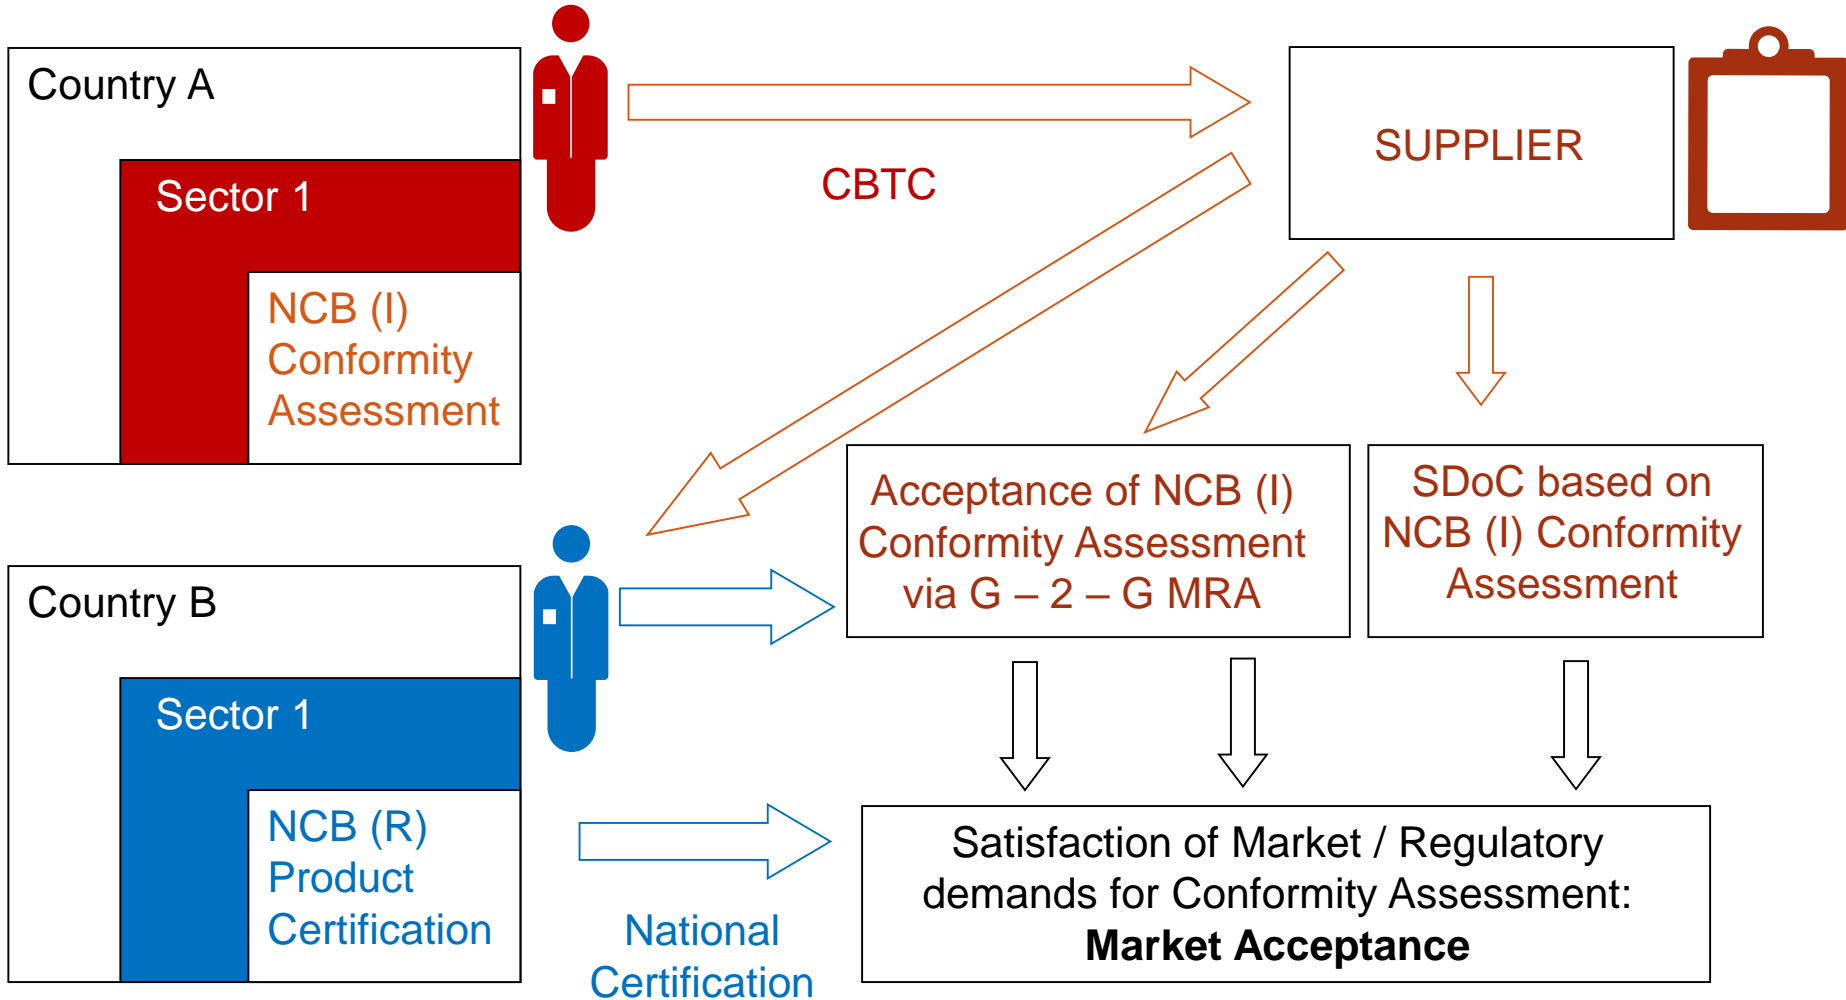 Country A
Sector 1
NCB (I)
Conformity
Assessment
CBTC
SUPPLIER
Acceptance of NCB (I)
Conformity Assessment
via G – 2 – G MRA
SDoC based on
NCB (I) Conformity
Assessment
Country B
Sector 1
NCB (R)
Product
Certification
National
Certification
Satisfaction of Market / Regulatory
demands for Conformity Assessment:
Market Acceptance